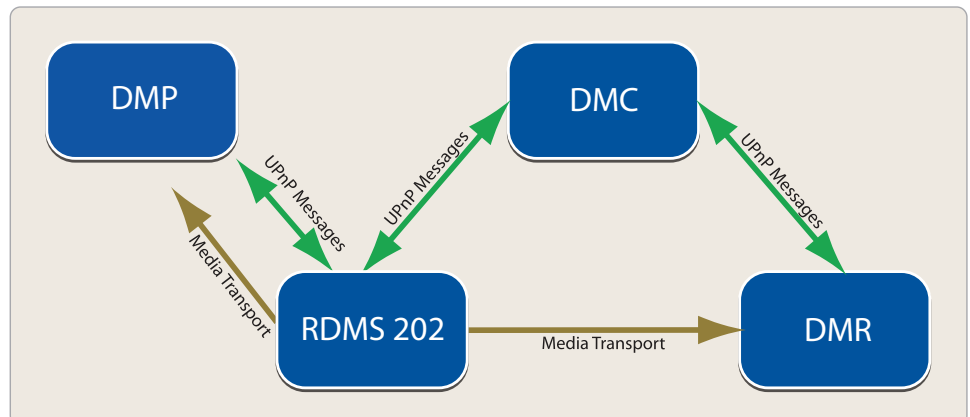 DMP
DMC
UPnP Messages
UPnP Messages
UPnP Messages
Media Transport
RDMS 202
Media Transport
DMR